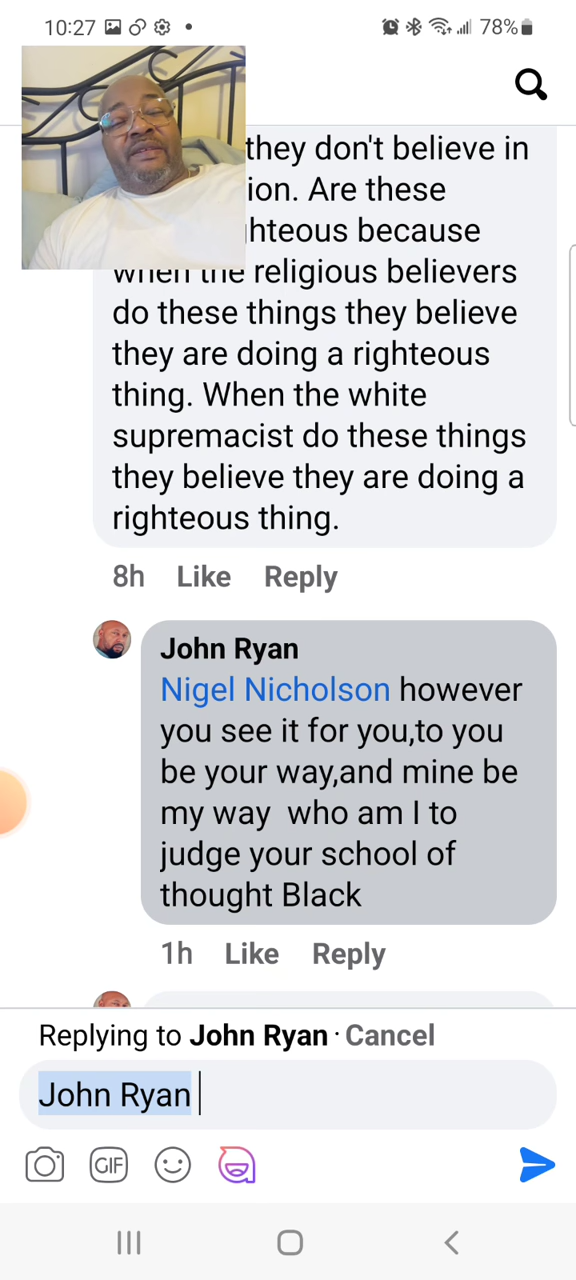 10:27
78%
they don't believe in
ion. Are these
hteous because
when the religious believers
do these things they believe
they are doing a righteous
thing. When the white
supremacist do these things
they believe they are doing a
righteous thing.
8h Like Reply
John Ryan
Nigel Nicholson however
you see it for you,to you
be your way,and mine be
my way who am I to
judge your school of
thought Black
1h Like Reply
Replying to John Ryan · Cancel
John Ryan
GIF